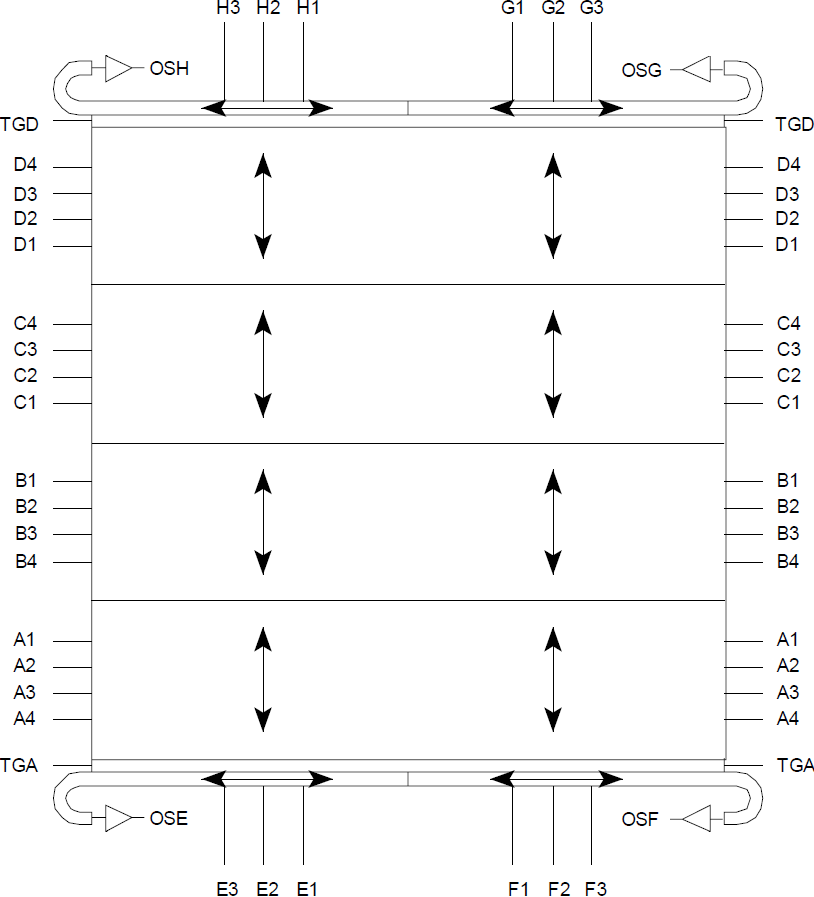 H3 H2 H1 G1 G2 G3
OSH OSG
TGD TGD
D4 D4
D3 D3
D2 D2
D1 D1
C4 C4
C3 C3
C2 C2
C1 C1
B1 B1
B2 B2
B3 B3
B4 B4
A1 A1
A2 A2
A3 A3
A4 A4
TGA TGA
OSE OSF
E3 E2 E1 F1 F2 F3